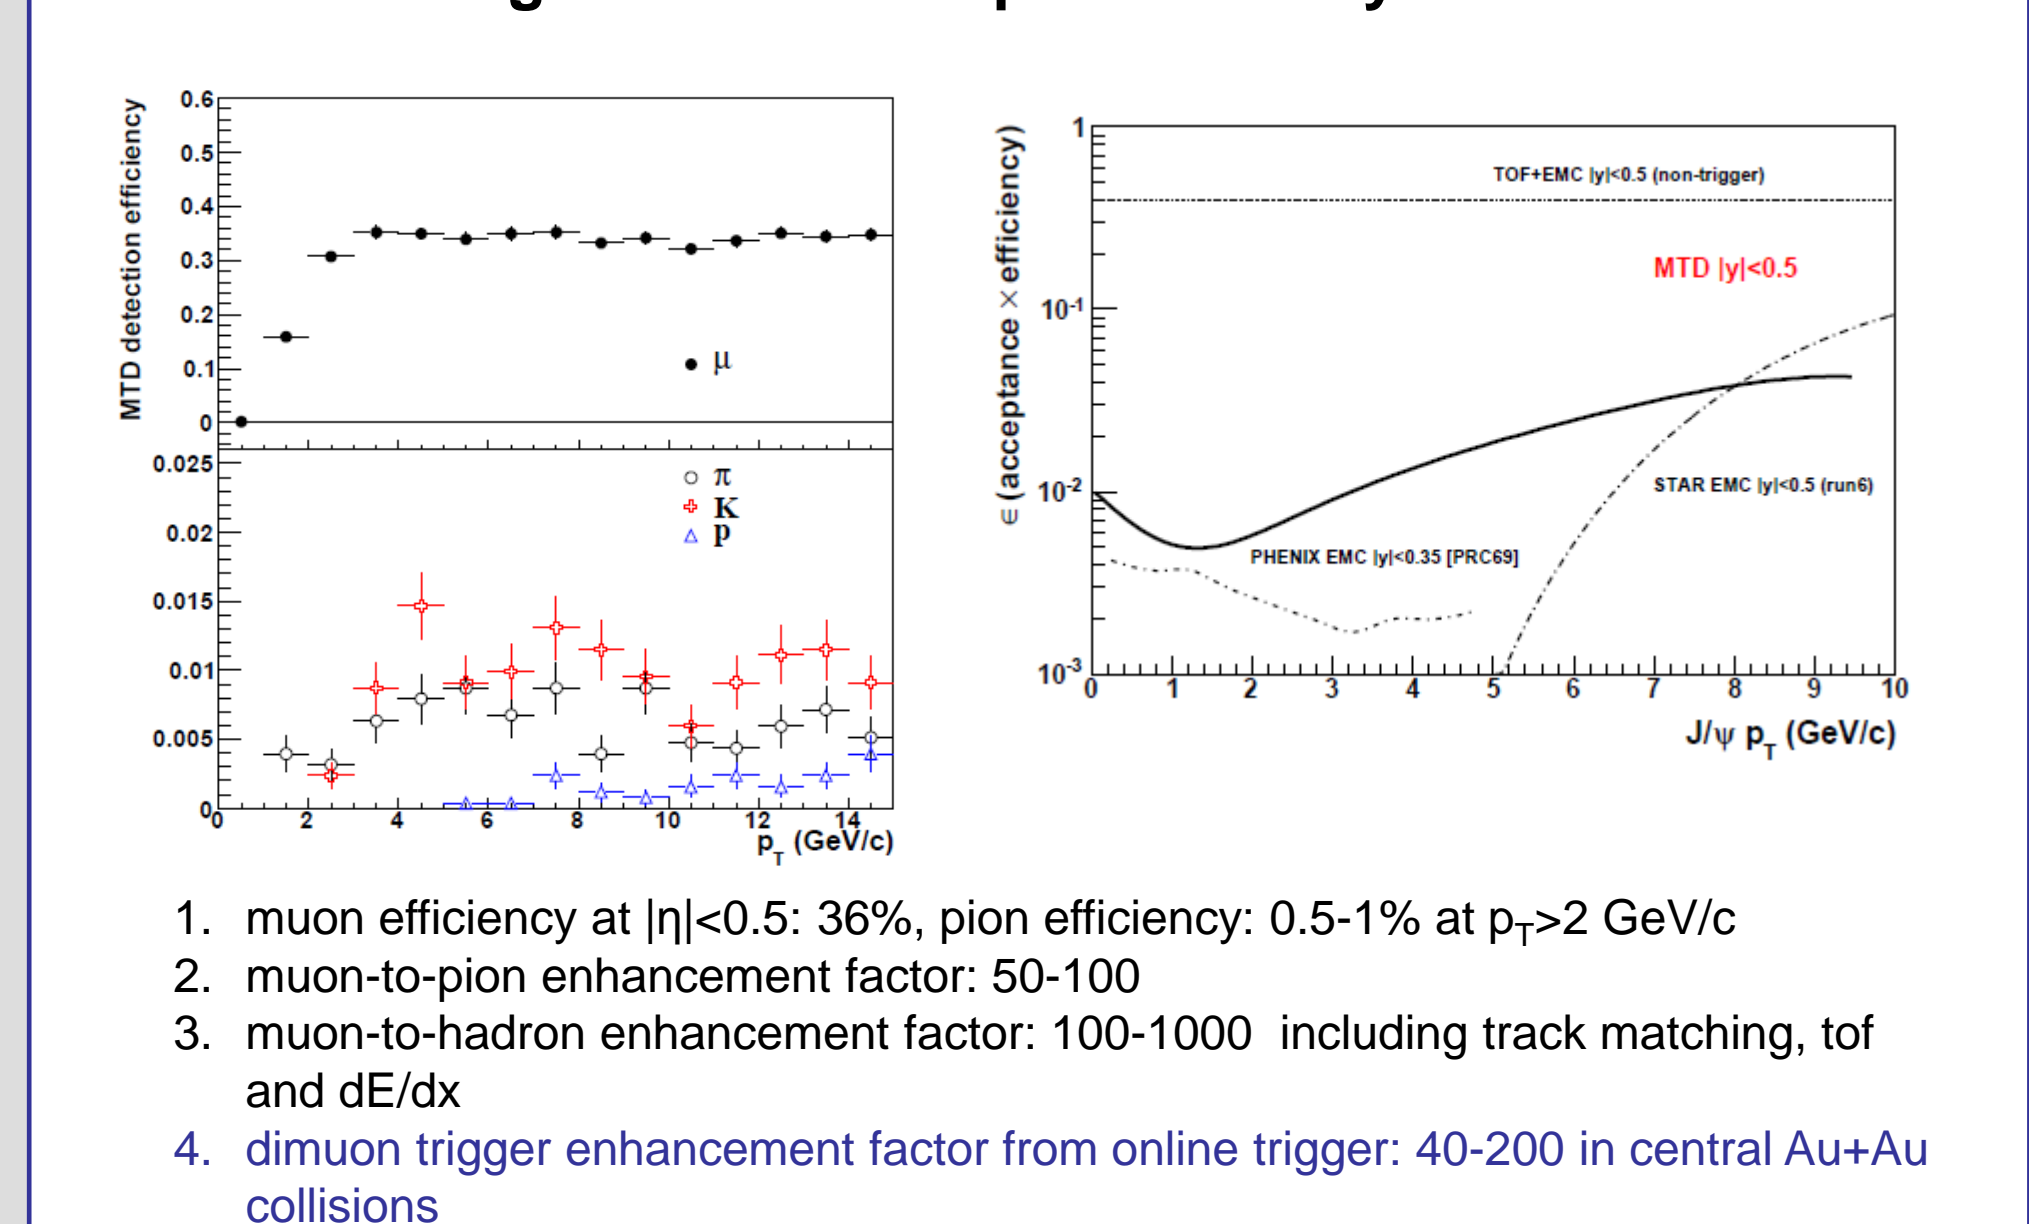 MTD detection efficiency
0.6
0.5
0.4
0.3
0.2
0.1
0
μ
0.025
0.02
0.015
0.01
0.005
0
π
K
p
0 2 4 6 8 10 12 14
p_T (GeV/c)
ϵ (acceptance × efficiency)
1
10⁻¹
10⁻²
10⁻³
TOF+EMC |y|<0.5 (non-trigger)
MTD |y|<0.5
STAR EMC |y|<0.5 (run6)
PHENIX EMC |y|<0.35 [PRC69]
0 1 2 3 4 5 6 7 8 9 10
J/ψ p_T (GeV/c)
1. muon efficiency at |η|<0.5: 36%, pion efficiency: 0.5-1% at p_T>2 GeV/c
2. muon-to-pion enhancement factor: 50-100
3. muon-to-hadron enhancement factor: 100-1000 including track matching, tof
and dE/dx
4. dimuon trigger enhancement factor from online trigger: 40-200 in central Au+Au
collisions